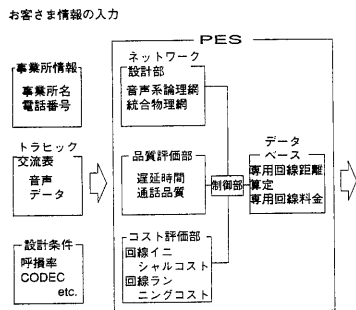 お客さま情報の入力
事業所情報
事業所名
電話番号
トラヒック
交流表
音声
データ
設計条件
呼損率
CODEC
etc.
PES
ネットワーク
設計部
音声系論理網
統合物理網
品質評価部
遅延時間
通話品質
コスト評価部
回線イニ
シャルコスト
回線ラン
ニングコスト
制御部
データ
ベース
専用回線距離
算定
専用回線料金